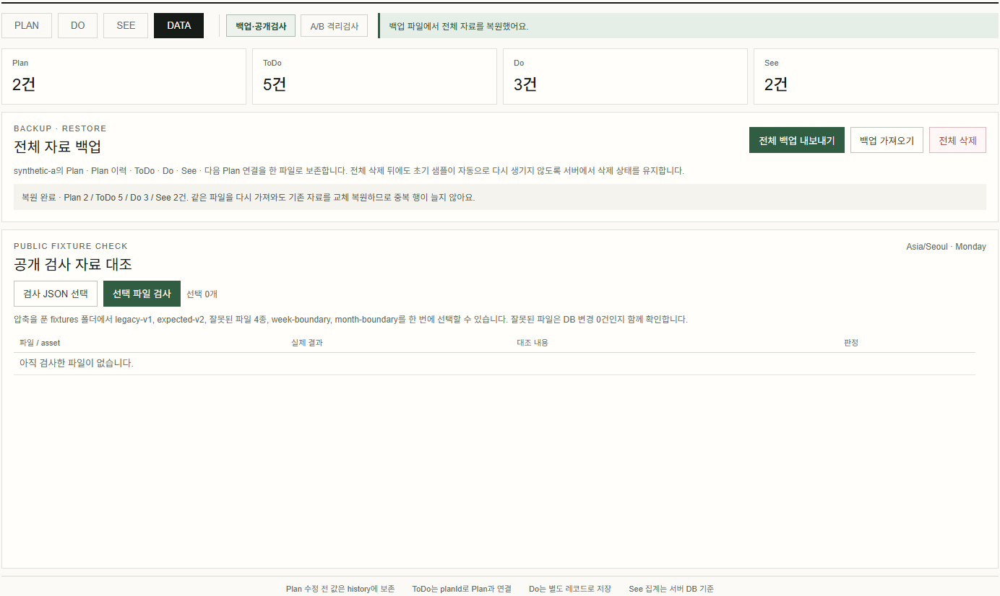 PLAN DO SEE DATA 백업·공개검사 A/B 격리검사 백업 파일에서 전체 자료를 복원했어요.
Plan ToDo Do See
2건 5건 3건 2건
BACKUP · RESTORE
전체 자료 백업 전체 백업 내보내기 백업 가져오기 전체 삭제
synthetic-a의 Plan · Plan 이력 · ToDo · Do · See · 다음 Plan 연결을 한 파일로 보존합니다. 전체 삭제 뒤에도 초기 샘플이 자동으로 다시 생기지 않도록 서버에서 삭제 상태를 유지합니다.
복원 완료 · Plan 2 / ToDo 5 / Do 3 / See 2건. 같은 파일을 다시 가져와도 기존 자료를 교체 복원하므로 중복 행이 늘지 않아요.
PUBLIC FIXTURE CHECK Asia/Seoul · Monday
공개 검사 자료 대조
검사 JSON 선택 선택 파일 검사 선택 0개
압축을 푼 fixtures 폴더에서 legacy-v1, expected-v2, 잘못된 파일 4종, week-boundary, month-boundary를 한 번에 선택할 수 있습니다. 잘못된 파일은 DB 변경 0건인지 함께 확인합니다.
파일 / asset 실제 결과 대조 내용 판정
아직 검사한 파일이 없습니다.
Plan 수정 전 값은 history에 보존 ToDo는 planId로 Plan과 연결 Do는 별도 레코드로 저장 See 집계는 서버 DB 기준